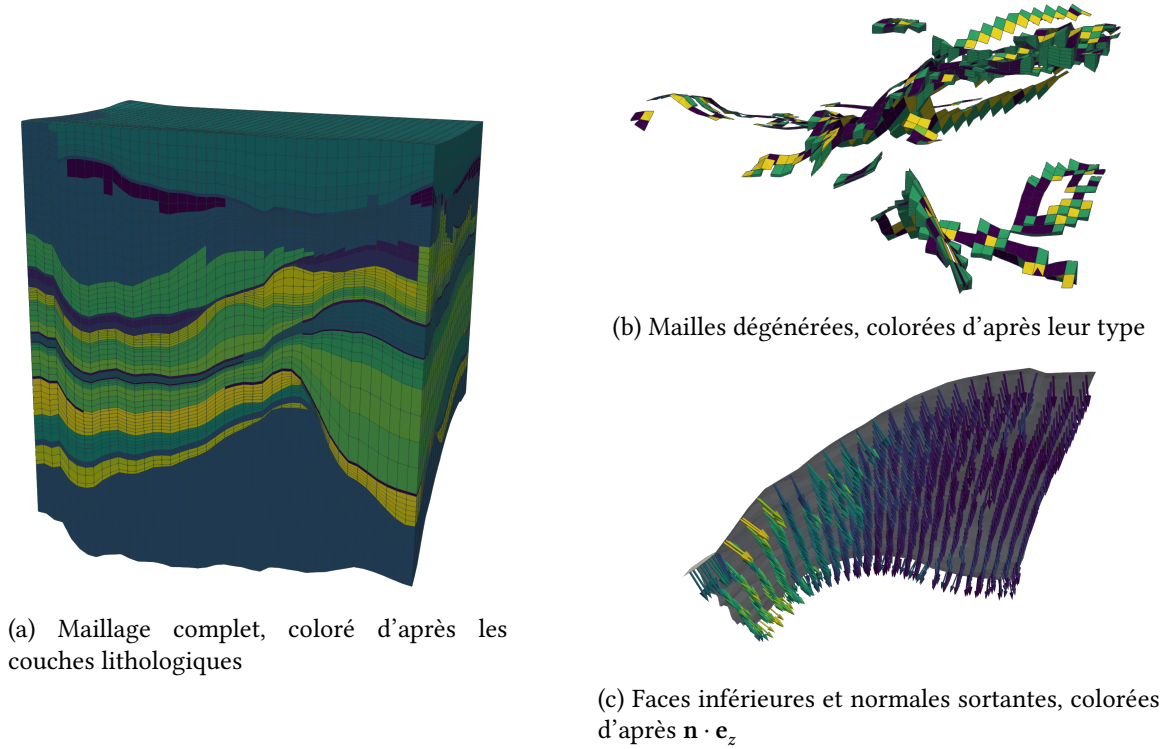 (a) Maillage complet, coloré d'après les
couches lithologiques
(b) Mailles dégénérées, colorées d'après leur type
(c) Faces inférieures et normales sortantes, colorées
d'après n · e_z